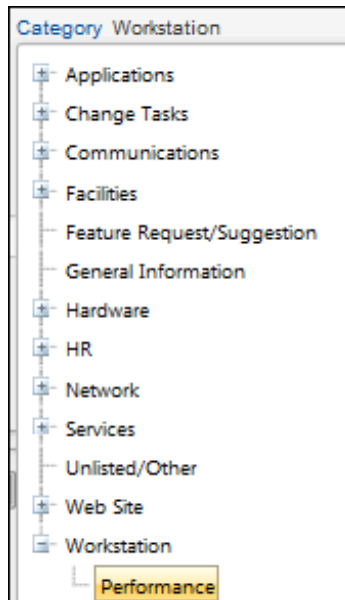 Category Workstation
Applications
Change Tasks
Communications
Facilities
Feature Request/Suggestion
General Information
Hardware
HR
Network
Services
Unlisted/Other
Web Site
Workstation
Performance